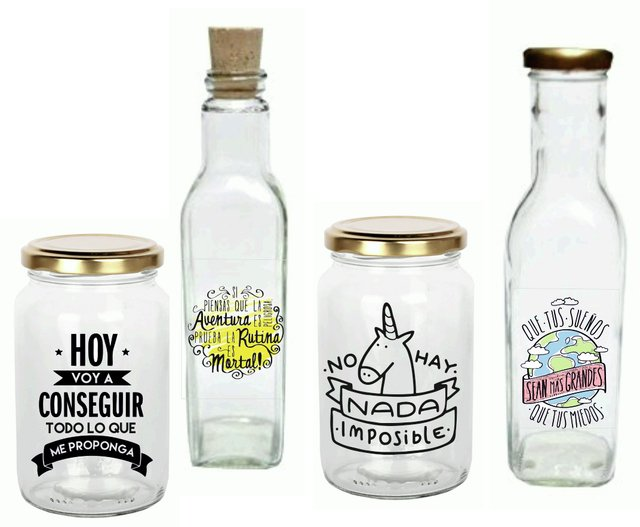 HOY
VOY A
CONSEGUIR
TODO LO QUE
ME PROPONGA
SI
PIENSAS QUE LA
Aventura ES PELIGROSA
PRUEBA LA Rutina
ES
Mortal!
NO HAY
NADA
IMPOSIBLE
QUE TUS SUEÑOS
SEAN MÁS GRANDES
QUE TUS MIEDOS